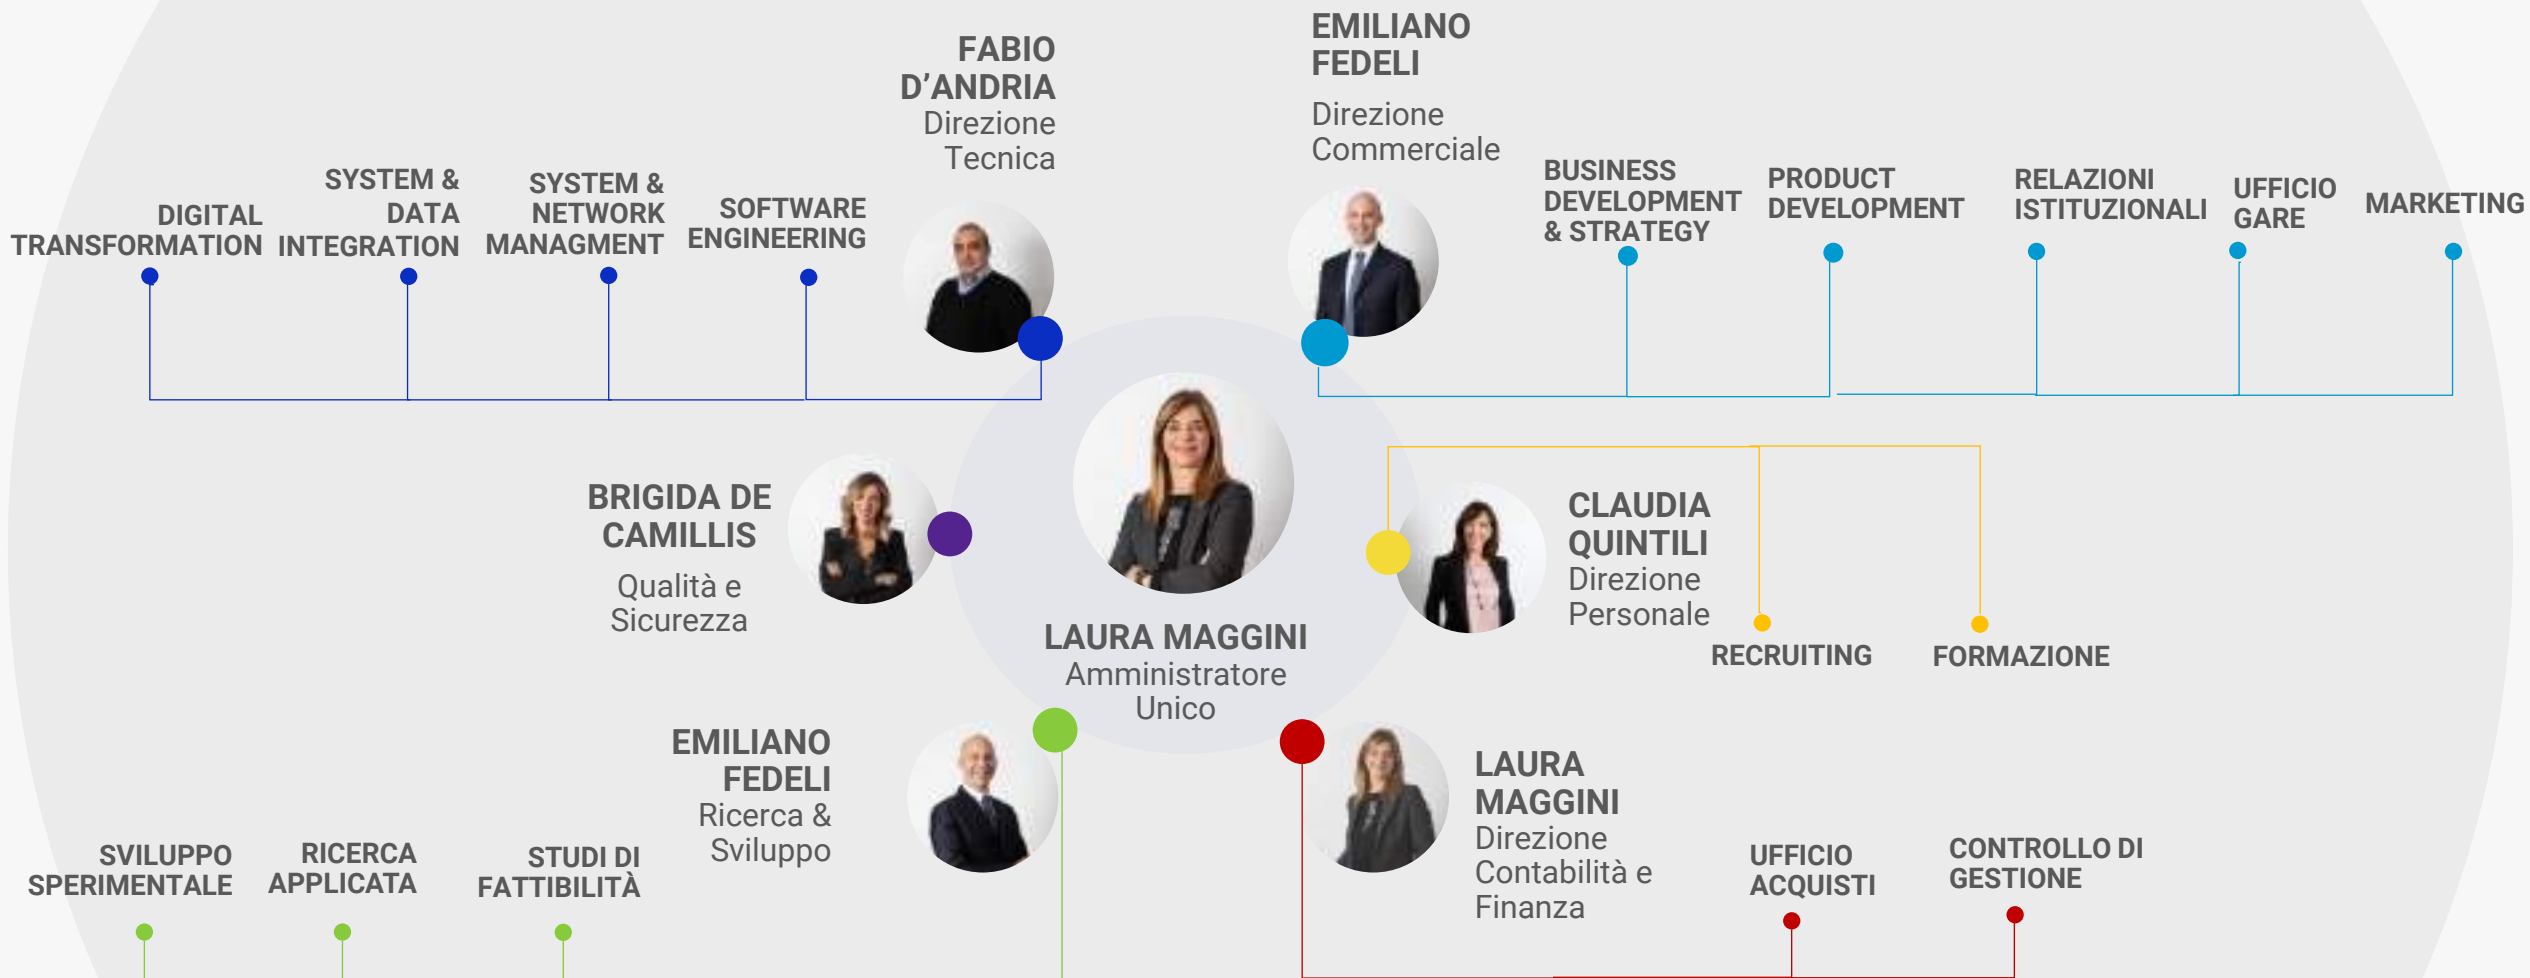 FABIO
D’ANDRIA
Direzione
Tecnica
EMILIANO
FEDELI
Direzione
Commerciale
DIGITAL
TRANSFORMATION
SYSTEM &
DATA
INTEGRATION
SYSTEM &
NETWORK
MANAGMENT
SOFTWARE
ENGINEERING
BUSINESS
DEVELOPMENT
& STRATEGY
PRODUCT
DEVELOPMENT
RELAZIONI
ISTITUZIONALI
UFFICIO
GARE
MARKETING
BRIGIDA DE
CAMILLIS
Qualità e
Sicurezza
LAURA MAGGINI
Amministratore
Unico
CLAUDIA
QUINTILI
Direzione
Personale
RECRUITING
FORMAZIONE
EMILIANO
FEDELI
Ricerca &
Sviluppo
SVILUPPO
SPERIMENTALE
RICERCA
APPLICATA
STUDI DI
FATTIBILITÀ
LAURA
MAGGINI
Direzione
Contabilità e
Finanza
UFFICIO
ACQUISTI
CONTROLLO DI
GESTIONE